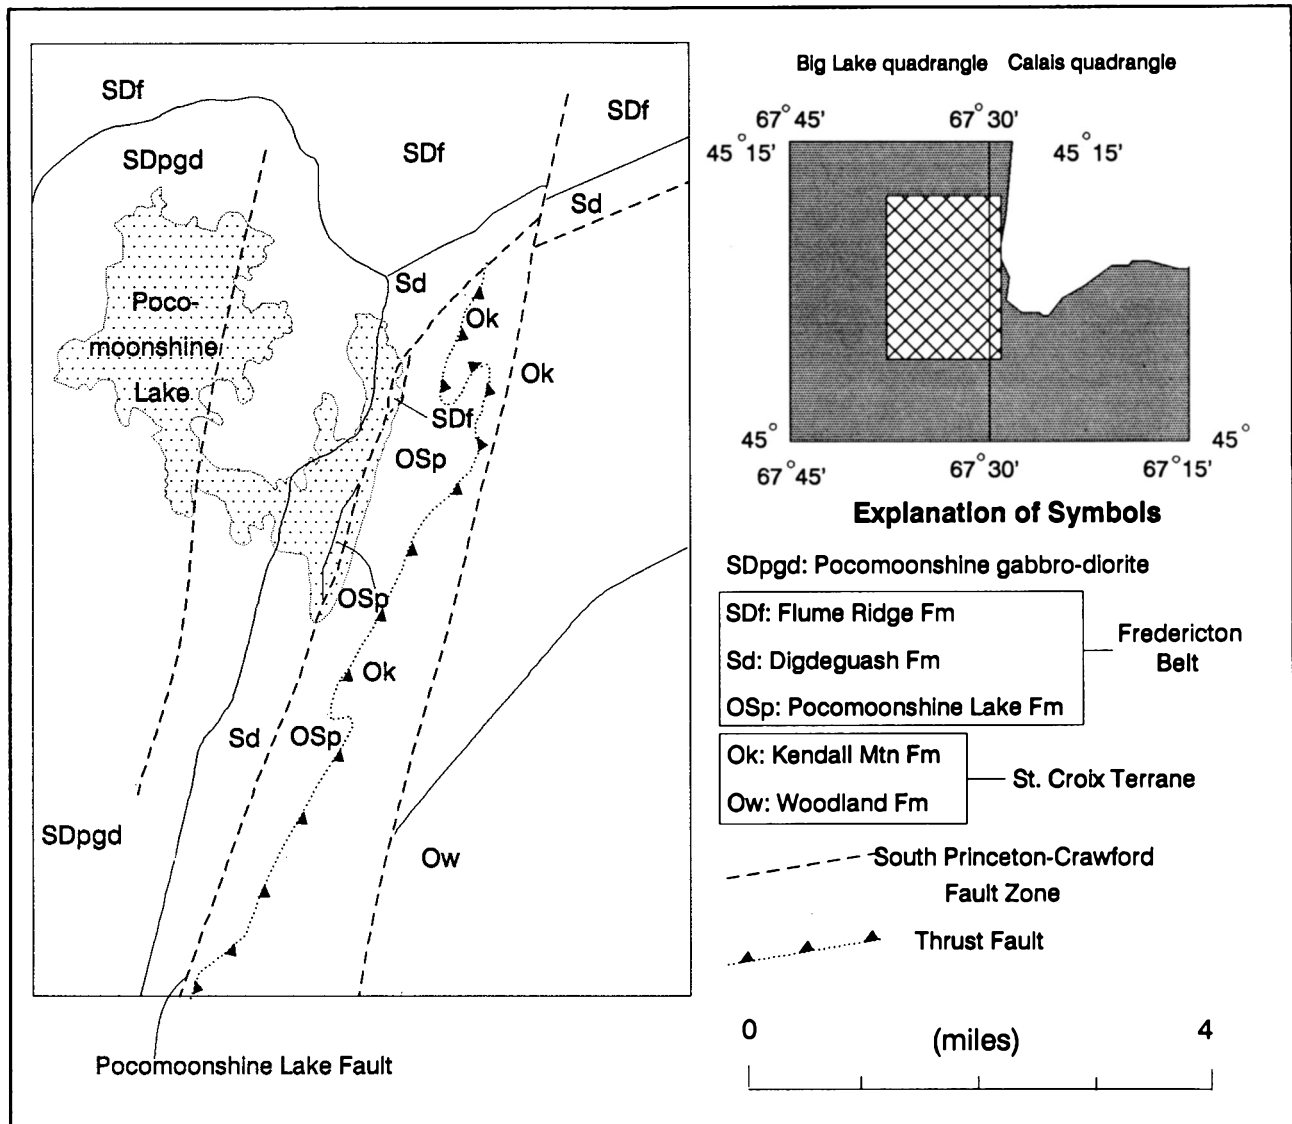 SDf
SDpgd
SDf
SDf
Sd
Poco-
moonshine
Lake
Sd
Ok
Ok
SDf
OSp
OSp
Ok
Sd
OSp
SDpgd
Ow
Pocomoonshine Lake Fault
Big Lake quadrangle Calais quadrangle
67° 45' 67° 30'
45° 15' 45° 15'
45° 45°
67° 45' 67° 30' 67° 15'
Explanation of Symbols
SDpgd: Pocomoonshine gabbro-diorite
SDf: Flume Ridge Fm
Sd: Digdeguash Fm
OSp: Pocomoonshine Lake Fm
Fredericton
Belt
Ok: Kendall Mtn Fm
Ow: Woodland Fm
St. Croix Terrane
South Princeton-Crawford
Fault Zone
Thrust Fault
0 (miles) 4